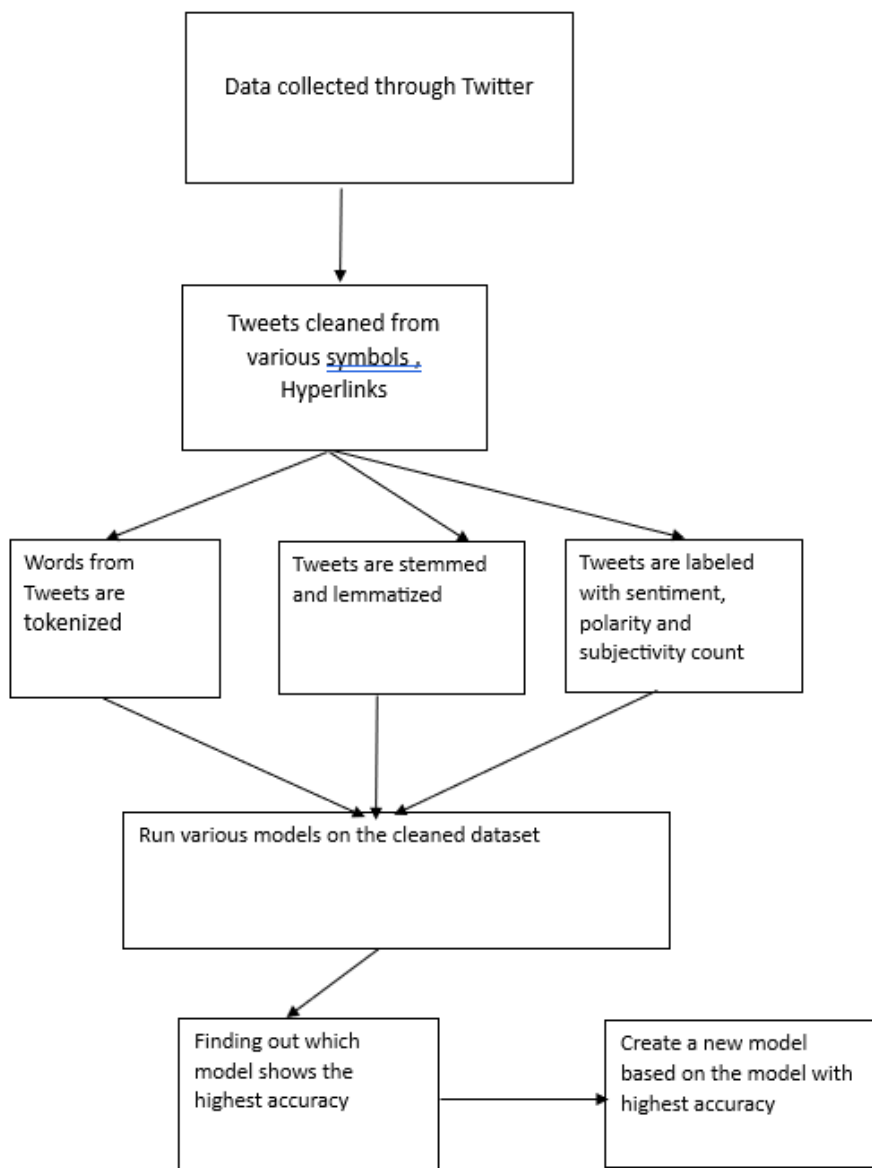 Data collected through Twitter
Tweets cleaned from
various symbols ,
Hyperlinks
Words from
Tweets are
tokenized
Tweets are stemmed
and lemmatized
Tweets are labeled
with sentiment,
polarity and
subjectivity count
Run various models on the cleaned dataset
Finding out which
model shows the
highest accuracy
Create a new model
based on the model with
highest accuracy